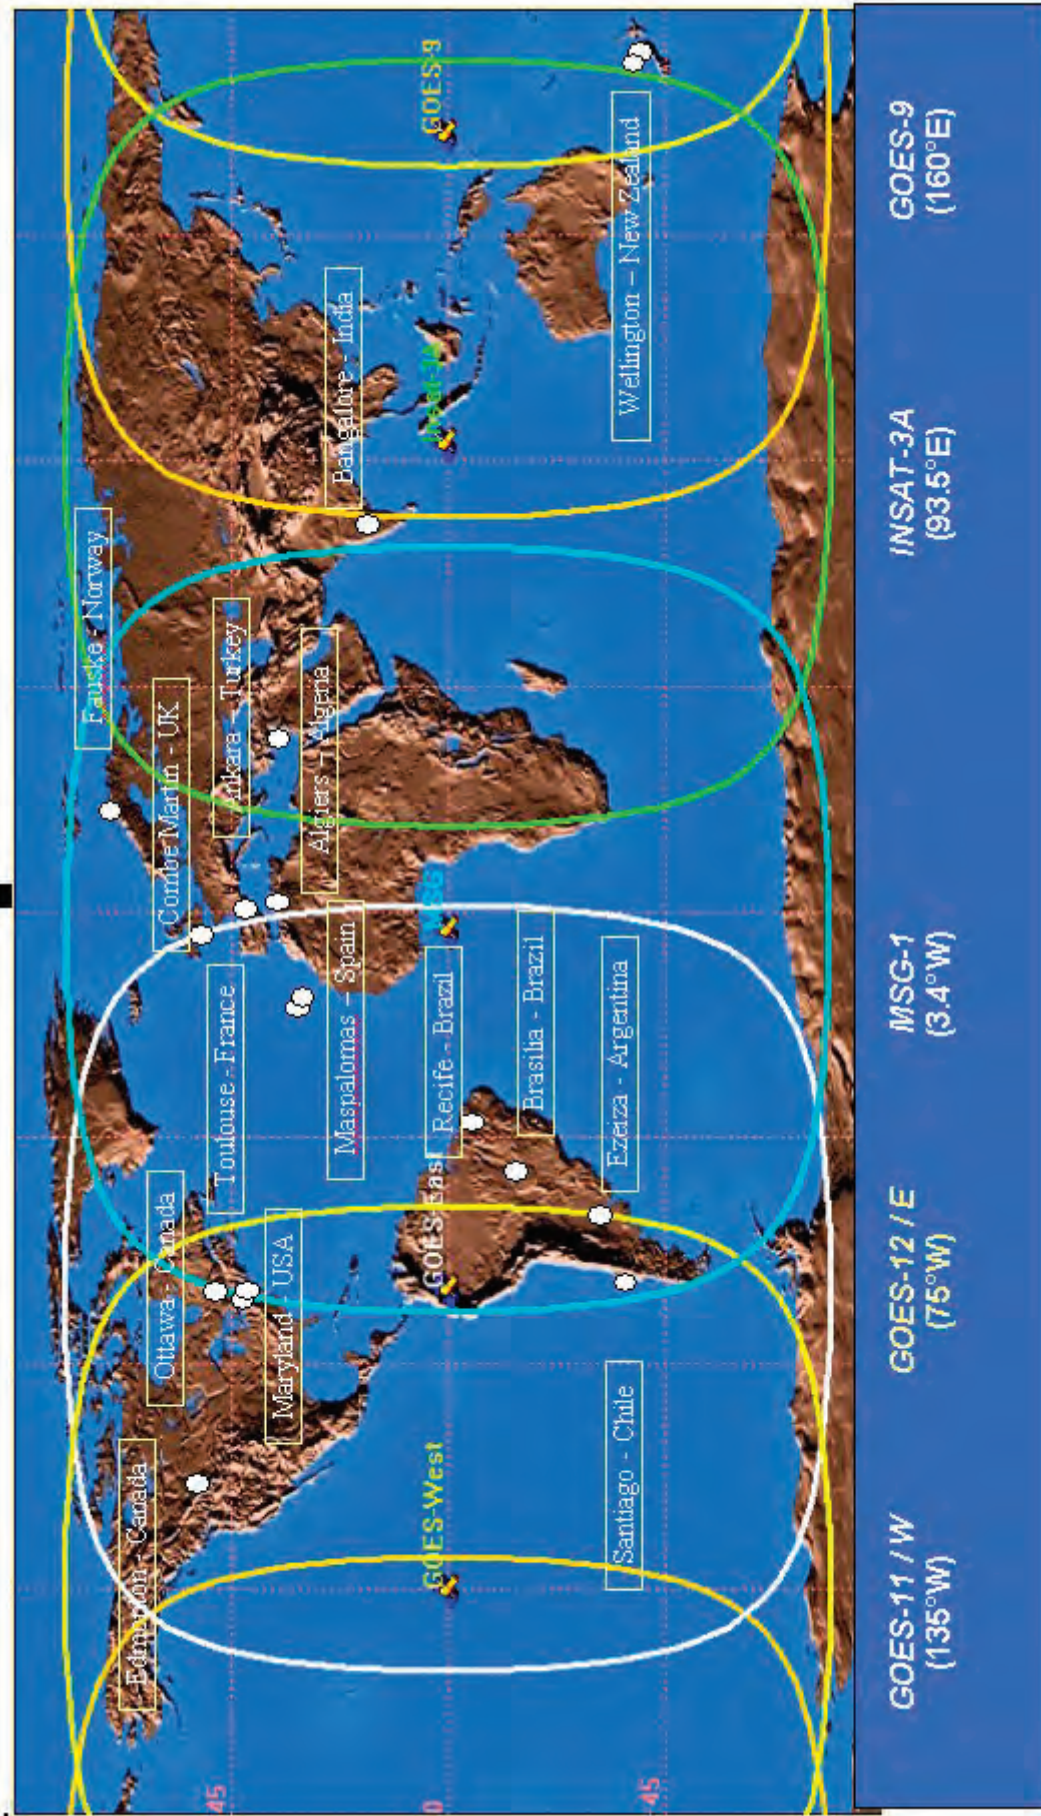 Edmonton - Canada
Ottawa - Canada
Maryland - USA
Toulouse - France
Combe Martin - UK
Fauske - Norway
Ankara - Turkey
Algiers - Algeria
Maspalomas - Spain
Bangalore - India
Recife - Brazil
Brasilia - Brazil
Ezeiza - Argentina
Santiago - Chile
Wellington - New Zealand
GOES-West
GOES-East
MSG
Insat-3A
GOES-9
45
0
45
GOES-11 / W
(135°W)
GOES-12 / E
(75°W)
MSG-1
(3.4°W)
INSAT-3A
(93.5°E)
GOES-9
(160°E)